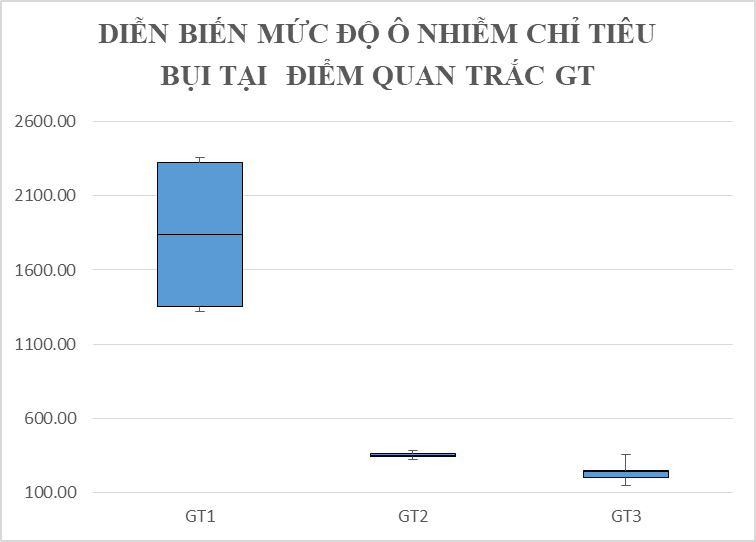 DIỄN BIẾN MỨC ĐỘ Ô NHIỄM CHỈ TIÊU
BỤI TẠI ĐIỂM QUAN TRẮC GT
2600.00
2100.00
1600.00
1100.00
600.00
100.00
GT1 GT2 GT3